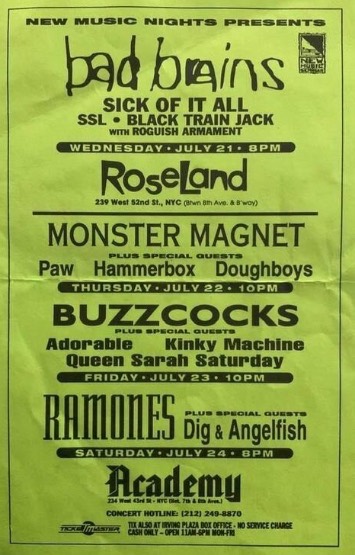 NEW MUSIC NIGHTS PRESENTS
bad brains
NEW
MUSIC
SICK OF IT ALL
SSL • BLACK TRAIN JACK
WITH ROGUISH ARMAMENT
WEDNESDAY • JULY 21 • 8PM
RoseLand
239 West 52nd St., NYC (Btwn 8th Ave. & B'way)
MONSTER MAGNET
PLUS SPECIAL GUESTS
Paw Hammerbox Doughboys
THURSDAY • JULY 22 • 10PM
BUZZCOCKS
PLUS SPECIAL GUESTS
Adorable Kinky Machine
Queen Sarah Saturday
FRIDAY • JULY 23 • 10PM
RAMONES PLUS SPECIAL GUESTS
Dig & Angelfish
SATURDAY • JULY 24 • 8PM
Academy
234 West 43rd St - NYC (Bet. 7th & 8th Aves.)
CONCERT HOTLINE: (212) 249-8870
TICKETMASTER
TIX ALSO AT IRVING PLAZA BOX OFFICE - NO SERVICE CHARGE
CASH ONLY - OPEN 11AM-6PM MON-FRI